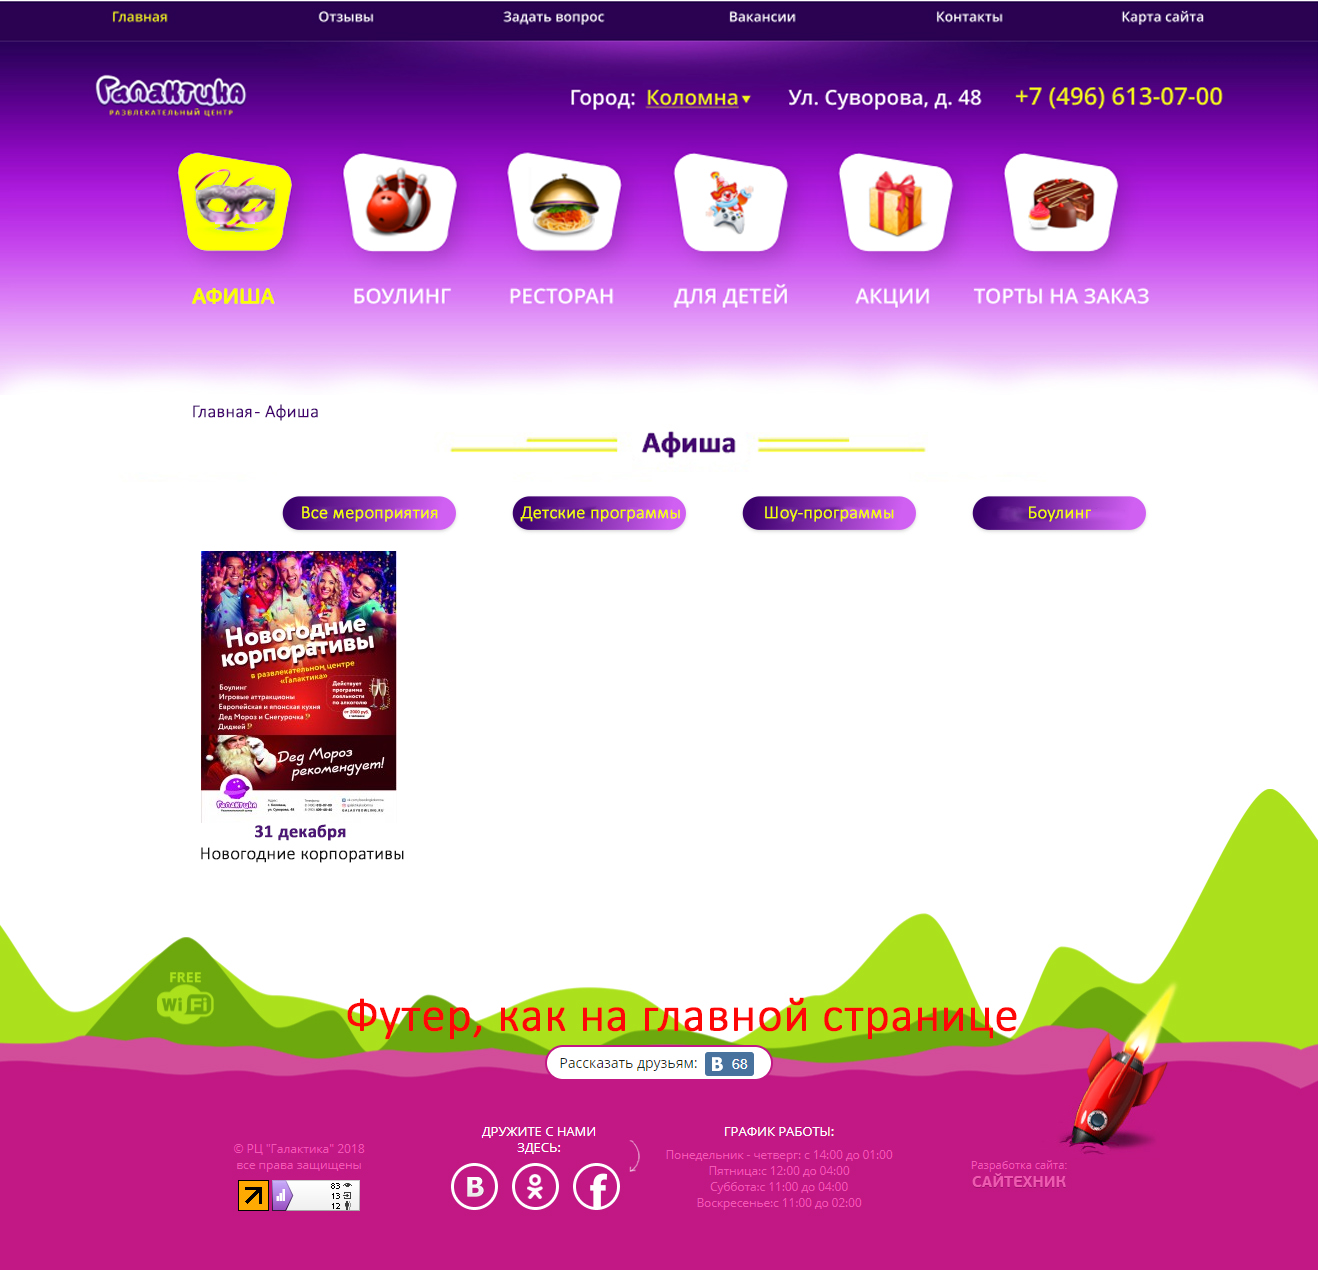 Главная
Отзывы
Задать вопрос
Вакансии
Контакты
Карта сайта
Галактика
РАЗВЛЕКАТЕЛЬНЫЙ ЦЕНТР
Город: Коломна
Ул. Суворова, д. 48
+7 (496) 613-07-00
АФИША
БОУЛИНГ
РЕСТОРАН
ДЛЯ ДЕТЕЙ
АКЦИИ
ТОРТЫ НА ЗАКАЗ
Главная - Афиша
Афиша
Все мероприятия
Детские программы
Шоу-программы
Боулинг
Новогодние
корпоративы
в развлекательном центре
«Галактика»
Боулинг
Игровые аттракционы
Европейская и японская кухня
Дед Мороз и Снегурочка
Диджей
Действует
программа
лояльности
по алкоголю
от 2000 руб.
Дед Мороз
рекомендует!
Галактика
31 декабря
Новогодние корпоративы
FREE
Wi Fi
Футер, как на главной странице
Рассказать друзьям:
В 68
© РЦ "Галактика" 2018
все права защищены
83
13
12
ДРУЖИТЕ С НАМИ
ЗДЕСЬ:
ГРАФИК РАБОТЫ:
Понедельник - четверг: с 14:00 до 01:00
Пятница:с 12:00 до 04:00
Суббота:с 11:00 до 04:00
Воскресенье:с 11:00 до 02:00
Разработка сайта:
САЙТЕХНИК